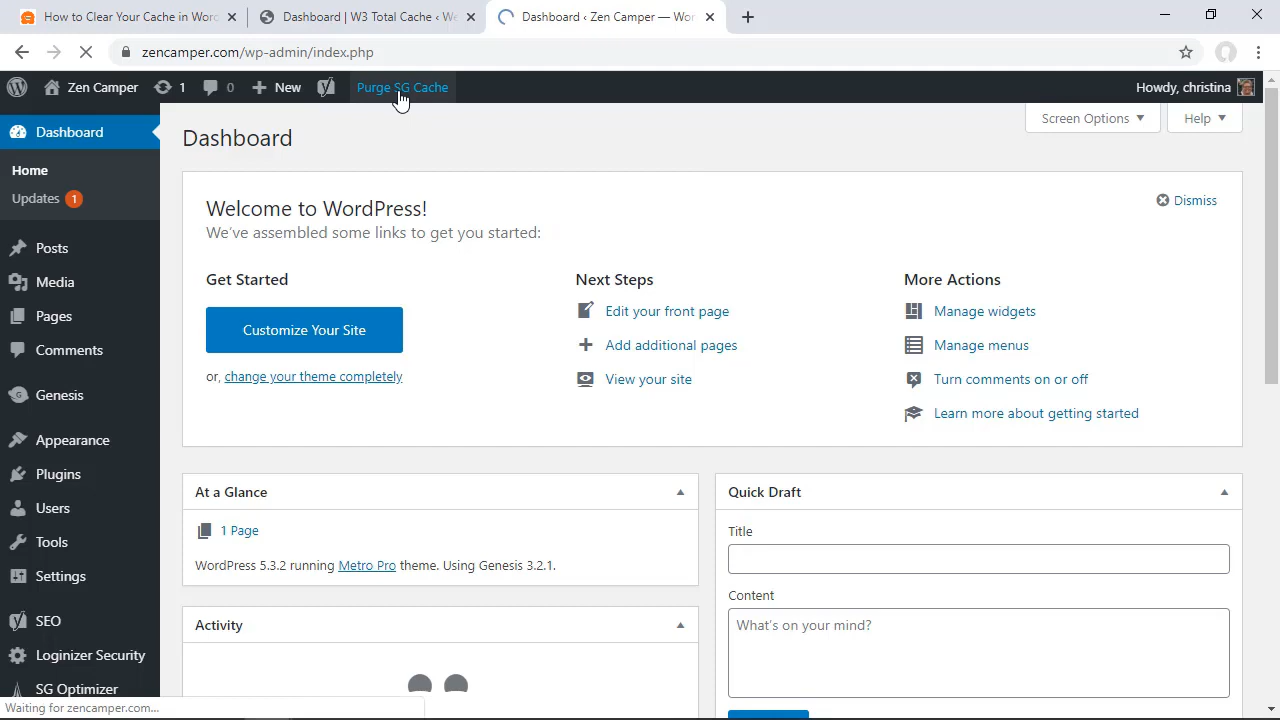 How to Clear Your Cache in Wor
Dashboard | W3 Total Cache ‹ We
Dashboard ‹ Zen Camper — Wor
zencamper.com/wp-admin/index.php
Zen Camper
1
0
New
Purge SG Cache
Howdy, christina
Dashboard
Home
Updates 1
Posts
Media
Pages
Comments
Genesis
Appearance
Plugins
Users
Tools
Settings
SEO
Loginizer Security
SG Optimizer
Dashboard
Screen Options
Help
Welcome to WordPress!
We've assembled some links to get you started:
Dismiss
Get Started
Customize Your Site
or, change your theme completely
Next Steps
Edit your front page
Add additional pages
View your site
More Actions
Manage widgets
Manage menus
Turn comments on or off
Learn more about getting started
At a Glance
1 Page
WordPress 5.3.2 running Metro Pro theme. Using Genesis 3.2.1.
Activity
Quick Draft
Title
Content
What's on your mind?
Waiting for zencamper.com...